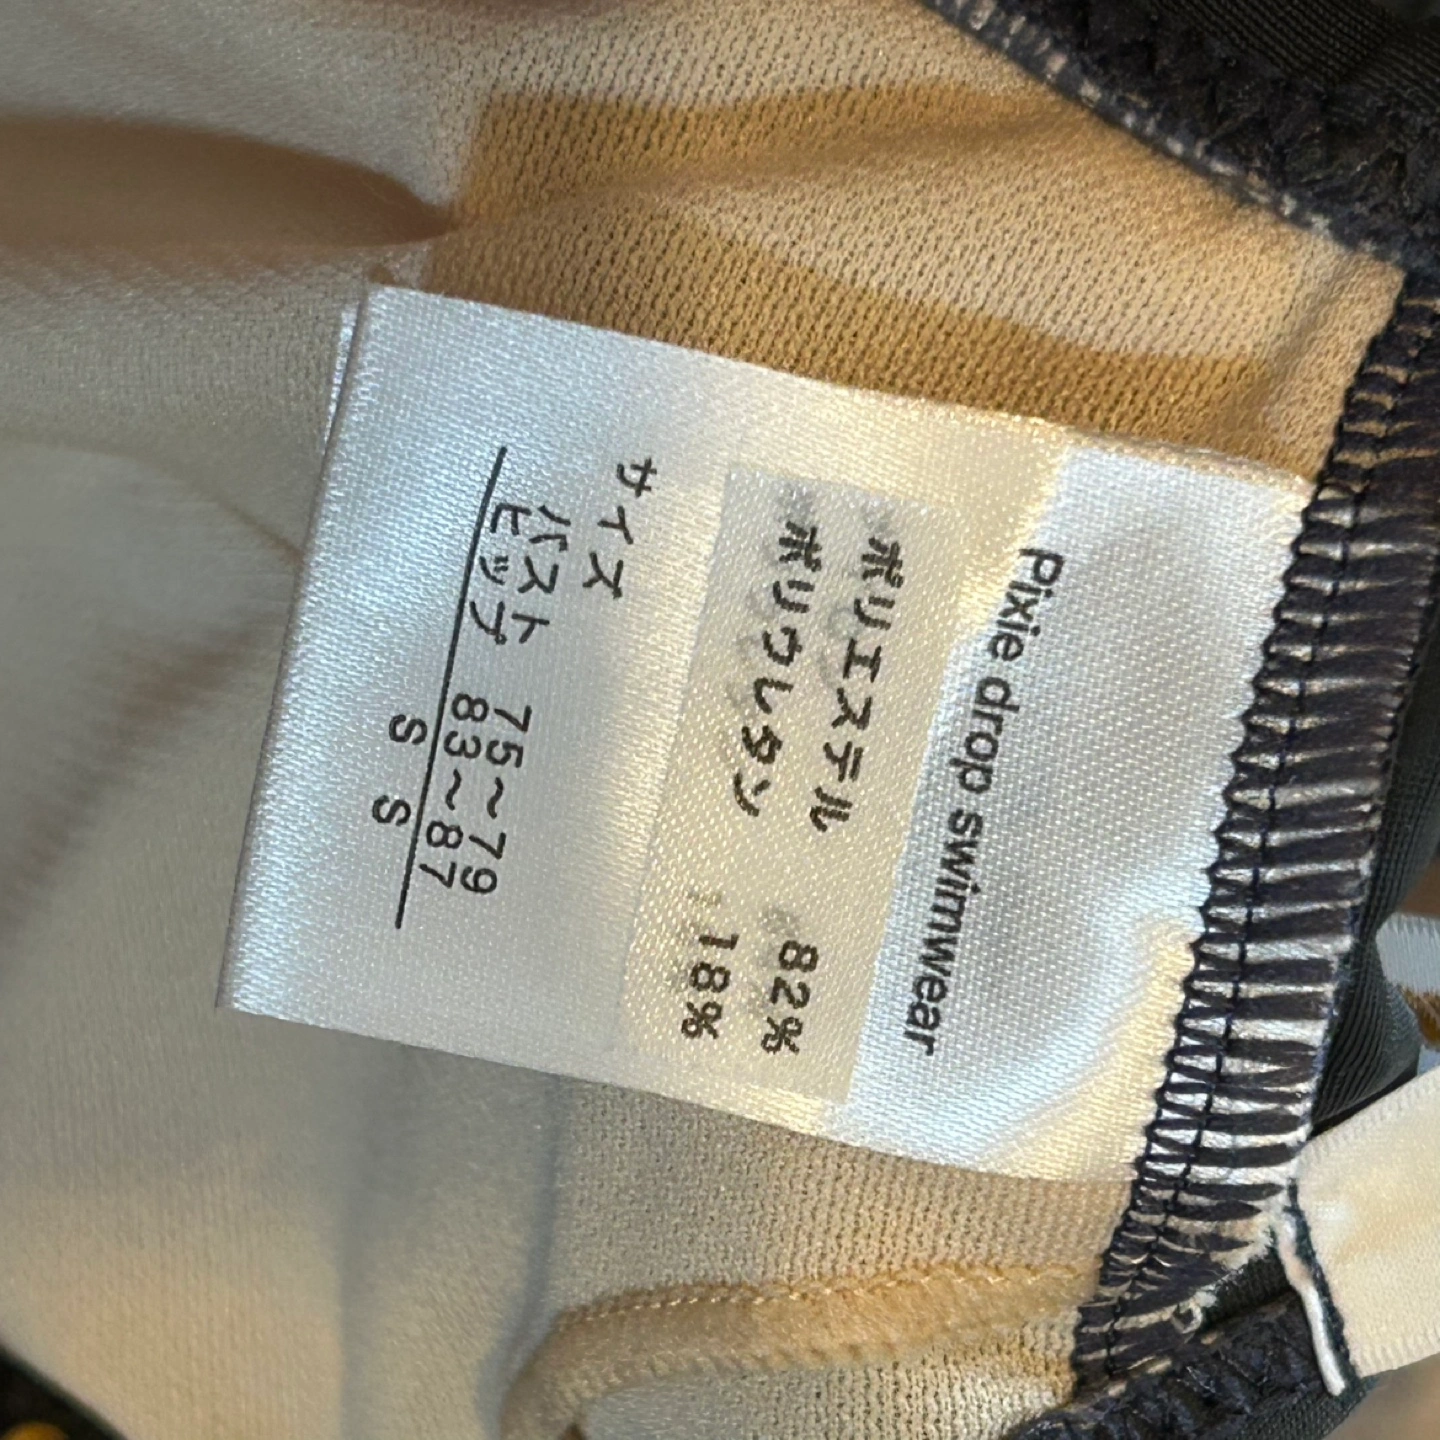 Pixie drop swimwear
ポリエステル 82%
ポリウレタン 18%
サイズ
バスト 75～79
ヒップ 83～87
S S